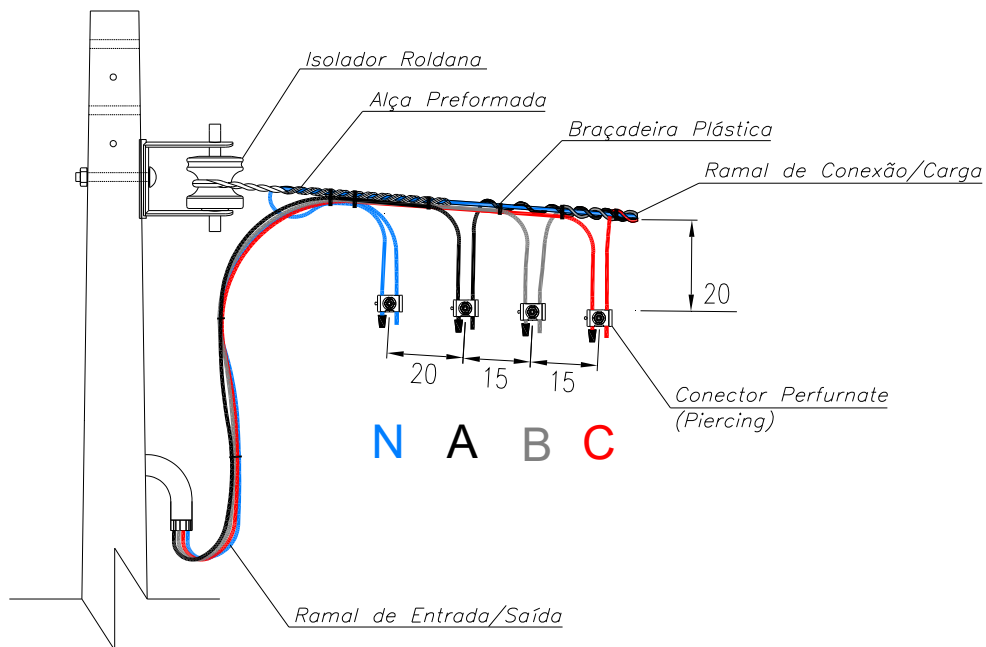 Isolador Roldana
Alça Preformada
Braçadeira Plástica
Ramal de Conexão/Carga
20
20
15
15
Conector Perfurnate
(Piercing)
N A B C
Ramal de Entrada/Saída